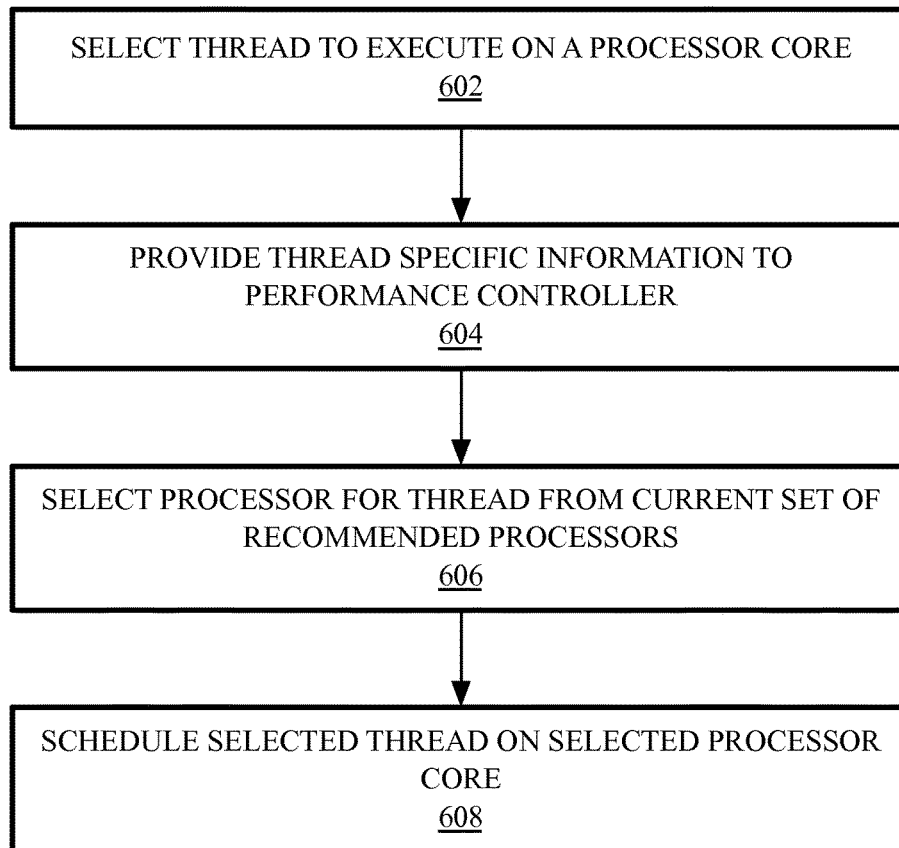 SELECT THREAD TO EXECUTE ON A PROCESSOR CORE
602
PROVIDE THREAD SPECIFIC INFORMATION TO
PERFORMANCE CONTROLLER
604
SELECT PROCESSOR FOR THREAD FROM CURRENT SET OF
RECOMMENDED PROCESSORS
606
SCHEDULE SELECTED THREAD ON SELECTED PROCESSOR
CORE
608